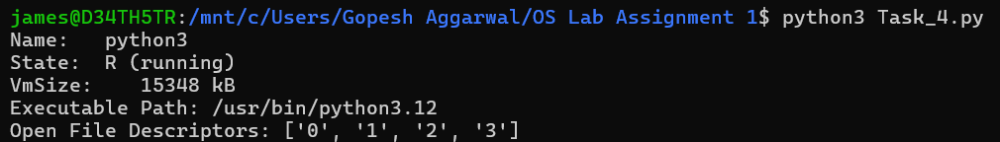 james@D34TH5TR:/mnt/c/Users/Gopesh Aggarwal/OS Lab Assignment 1$ python3 Task_4.py
Name:   python3
State:  R (running)
VmSize:    15348 kB
Executable Path: /usr/bin/python3.12
Open File Descriptors: ['0', '1', '2', '3']